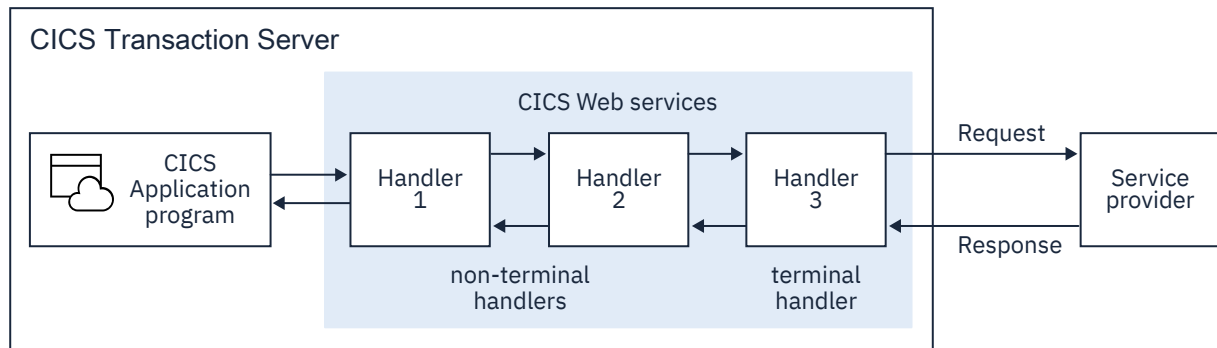 CICS Transaction Server
CICS Web services
CICS
Application
program
Handler
1
Handler
2
Handler
3
Request
Response
Service
provider
non-terminal
handlers
terminal
handler